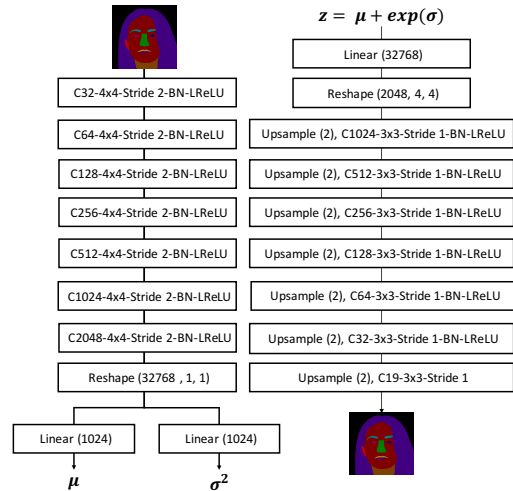 C32-4x4-Stride 2-BN-LReLU
C64-4x4-Stride 2-BN-LReLU
C128-4x4-Stride 2-BN-LReLU
C256-4x4-Stride 2-BN-LReLU
C512-4x4-Stride 2-BN-LReLU
C1024-4x4-Stride 2-BN-LReLU
C2048-4x4-Stride 2-BN-LReLU
Reshape (32768 , 1, 1)
Linear (1024)
Linear (1024)
μ
σ²
z = μ + exp(σ)
Linear (32768)
Reshape (2048, 4, 4)
Upsample (2), C1024-3x3-Stride 1-BN-LReLU
Upsample (2), C512-3x3-Stride 1-BN-LReLU
Upsample (2), C256-3x3-Stride 1-BN-LReLU
Upsample (2), C128-3x3-Stride 1-BN-LReLU
Upsample (2), C64-3x3-Stride 1-BN-LReLU
Upsample (2), C32-3x3-Stride 1-BN-LReLU
Upsample (2), C19-3x3-Stride 1